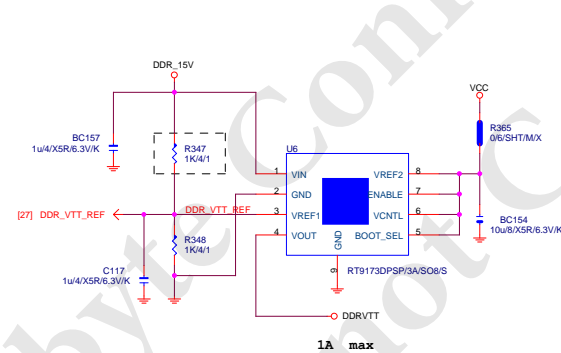 DDR_15V
VCC
BC157
1u/4/X5R/6.3V/K
R347
1K/4/1
R365
0/6/SHT/M/X
U6
1 VIN VREF2 8
2 GND ENABLE 7
[27] DDR_VTT_REF DDR_VTT_REF 3 VREF1 VCNTL 6
4 VOUT BOOT_SEL 5
GND
9
R348
1K/4/1
BC154
10u/8/X5R/6.3V/K
C117
1u/4/X5R/6.3V/K
RT9173DPSP/3A/SO8/S
DDRVTT
1A max
byte Con